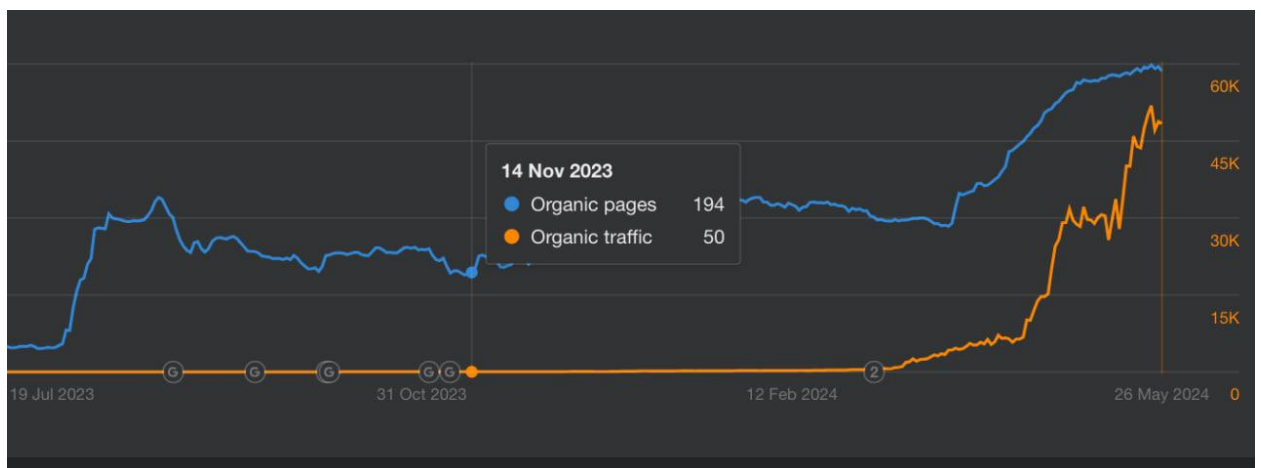 60K
14 Nov 2023
45K
Organic pages 194
Organic traffic 50
30K
15K
G G G G G 2
19 Jul 2023 31 Oct 2023 12 Feb 2024 26 May 2024 0